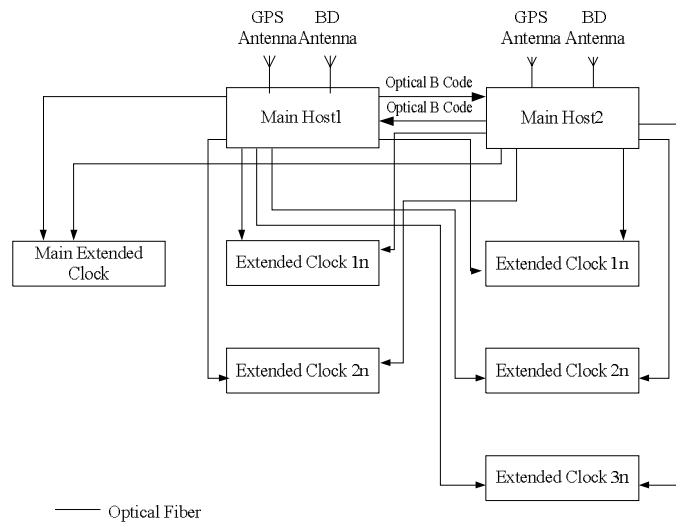 GPS Antenna
BD Antenna
GPS Antenna
BD Antenna
Optical B Code
Optical B Code
Main Host1
Main Host2
Main Extended
Clock
Extended Clock 1n
Extended Clock 1n
Extended Clock 2n
Extended Clock 2n
Extended Clock 3n
Optical Fiber